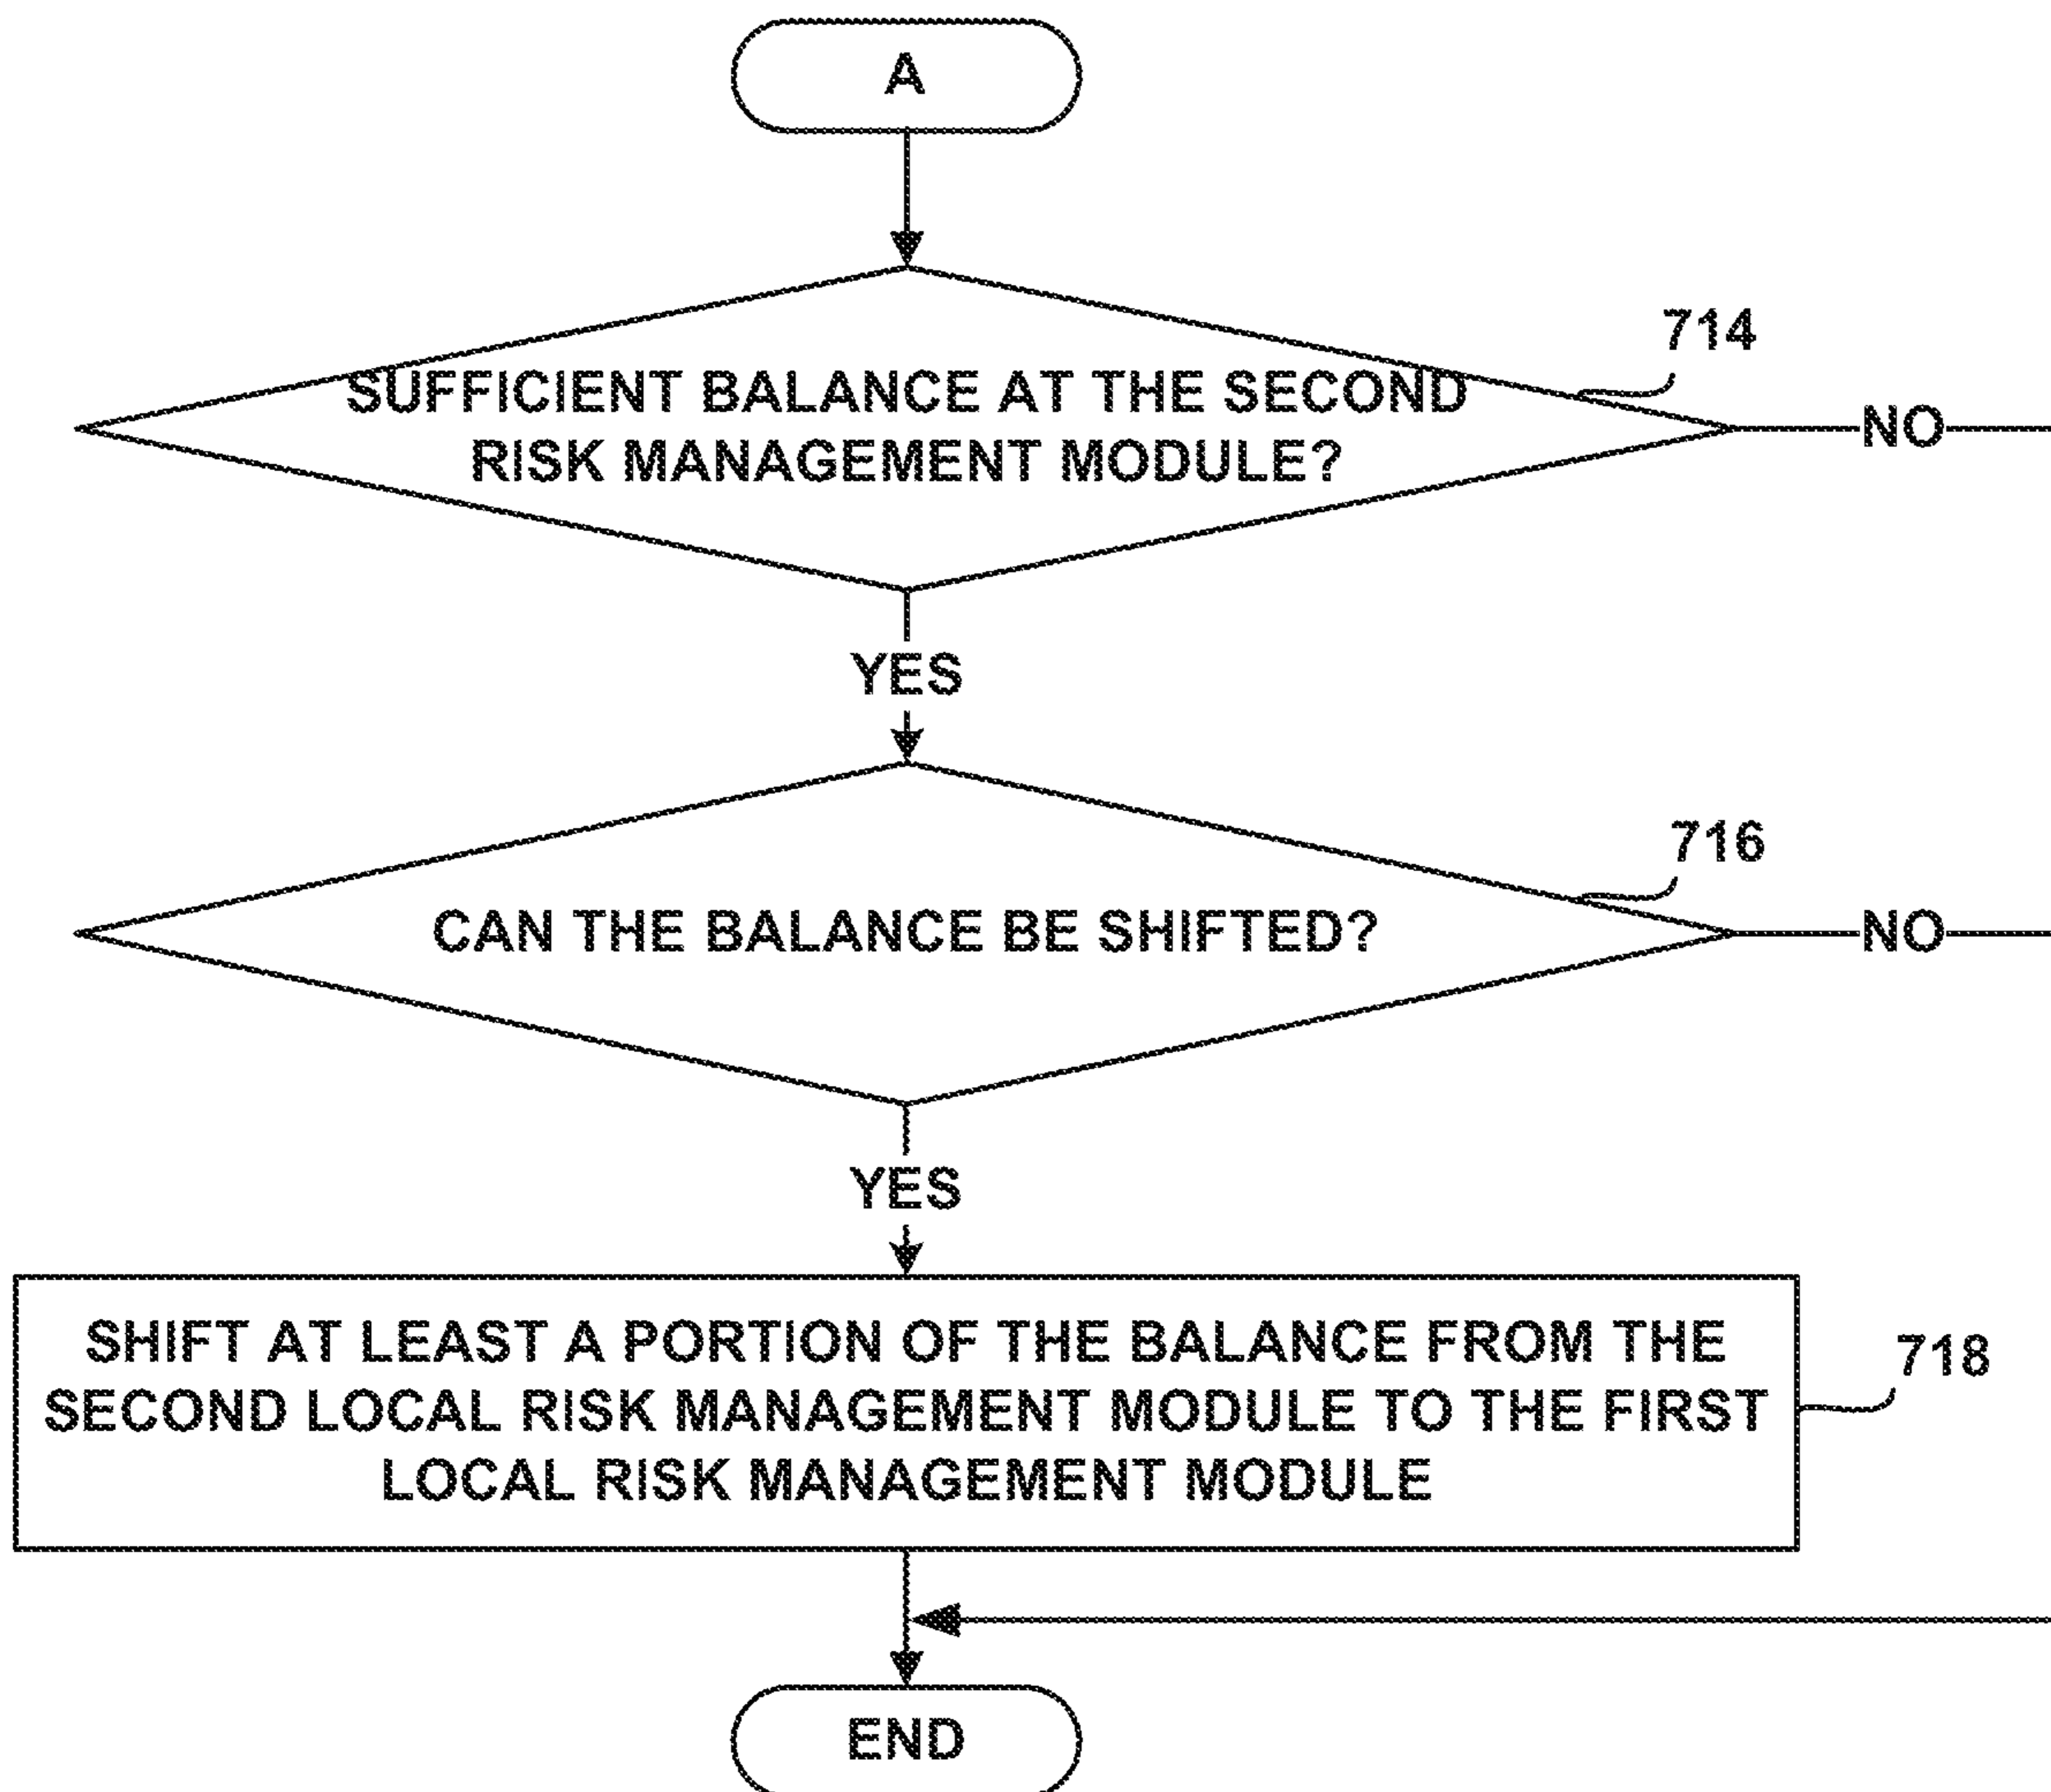 A
714
SUFFICIENT BALANCE AT THE SECOND
RISK MANAGEMENT MODULE?
NO
YES
716
CAN THE BALANCE BE SHIFTED?
NO
YES
SHIFT AT LEAST A PORTION OF THE BALANCE FROM THE
SECOND LOCAL RISK MANAGEMENT MODULE TO THE FIRST
LOCAL RISK MANAGEMENT MODULE
718
END